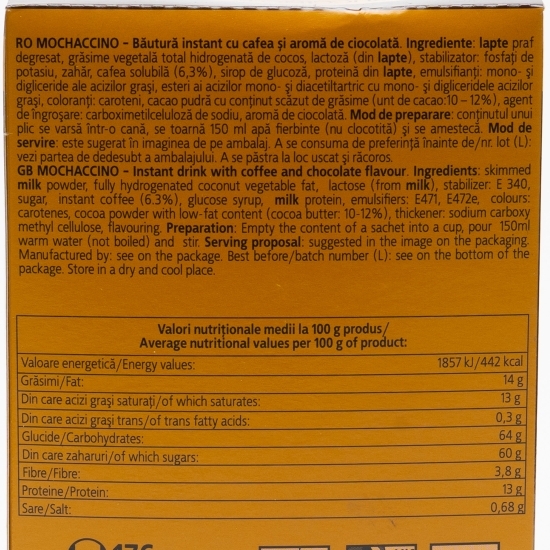 RO MOCHACCINO – Băutură instant cu cafea și aromă de ciocolată. Ingrediente: lapte praf
degresat, grăsime vegetală total hidrogenată de cocos, lactoză (din lapte), stabilizator: fosfați de
potasiu, zahăr, cafea solubilă (6,3%), sirop de glucoză, proteină din lapte, emulsifianți: mono- și
digliceride ale acizilor grași, esteri ai acizilor mono- și diacetiltartric cu mono- și digliceridele acizilor
grași, coloranți: caroteni, cacao pudră cu conținut scăzut de grăsime (unt de cacao:10 – 12%), agent
de îngroșare: carboximetilceluloză de sodiu, aromă de ciocolată. Mod de preparare: conținutul unui
plic se varsă într-o cană, se toarnă 150 ml apă fierbinte (nu clocotită) și se amestecă. Mod de
servire: este sugerat în imaginea de pe ambalaj. A se consuma de preferință înainte de/nr. lot (L):
vezi partea de dedesubt a ambalajului. A se păstra la loc uscat și răcoros.
GB MOCHACCINO – Instant drink with coffee and chocolate flavour. Ingredients: skimmed
milk powder, fully hydrogenated coconut vegetable fat, lactose (from milk), stabilizer: E 340,
sugar, instant coffee (6.3%), glucose syrup, milk protein, emulsifiers: E471, E472e, colours:
carotenes, cocoa powder with low-fat content (cocoa butter: 10-12%), thickener: sodium carboxy
methyl cellulose, flavouring. Preparation: Empty the content of a sachet into a cup, pour 150ml
warm water (not boiled) and stir. Serving proposal: suggested in the image on the packaging.
Manufactured by: see on the package. Best before/batch number (L): see on the bottom of the
package. Store in a dry and cool place.
Valori nutriționale medii la 100 g produs/
Average nutritional values per 100 g of product:
Valoare energetică/Energy values: 1857 kJ/442 kcal
Grăsimi/Fat: 14 g
Din care acizi grași saturați/of which saturates: 13 g
Din care acizi grași trans/of trans fatty acids: 0,3 g
Glucide/Carbohydrates: 64 g
Din care zaharuri/of which sugars: 60 g
Fibre/Fibre: 3,8 g
Proteine/Protein: 13 g
Sare/Salt: 0,68 g